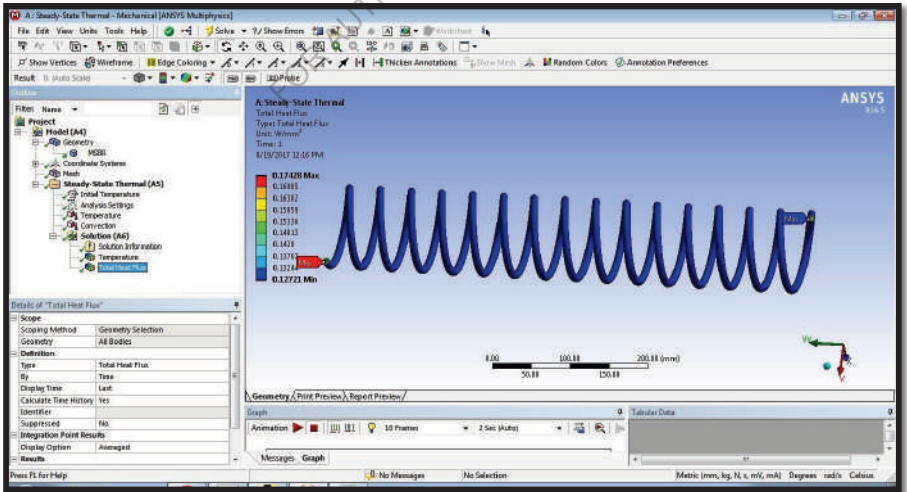 A : Steady-State Thermal - Mechanical [ANSYS Multiphysics]
File Edit View Units Tools Help Solve ?/ Show Errors Worksheet
Show Vertices Wireframe Edge Coloring Thicken Annotations Show Mesh Random Colors Annotation Preferences
Result (Auto Scale) Probe
Outline
Filter: Name
Project
Model (A4)
Geometry
MSBR
Coordinate Systems
Mesh
Steady-State Thermal (A5)
Initial Temperature
Analysis Settings
Temperature
Convection
Solution (A6)
Solution Information
Temperature
Total Heat Flux
Details of "Total Heat Flux"
Scope
Scoping Method Geometry Selection
Geometry All Bodies
Definition
Type Total Heat Flux
By Time
Display Time Last
Calculate Time History Yes
Identifier
Suppressed No
Integration Point Results
Display Option Averaged
Results
A: Steady-State Thermal
Total Heat Flux
Type: Total Heat Flux
Unit: W/mm²
Time: 1
8/19/2017 12:16 PM
0.17428 Max
0.16905
0.16382
0.15859
0.15336
0.14813
0.1429
0.13767
0.13244
0.12721 Min
ANSYS
R16.5
100.00 200.00 (mm)
50.00 150.00
Geometry Print Preview Report Preview
Graph
Animation 10 Frames 2 Sec (Auto)
Messages Graph
Tabular Data
Press F1 for Help
No Messages
No Selection
Metric (mm, kg, N, s, mV, mA) Degrees rad/s Celsius